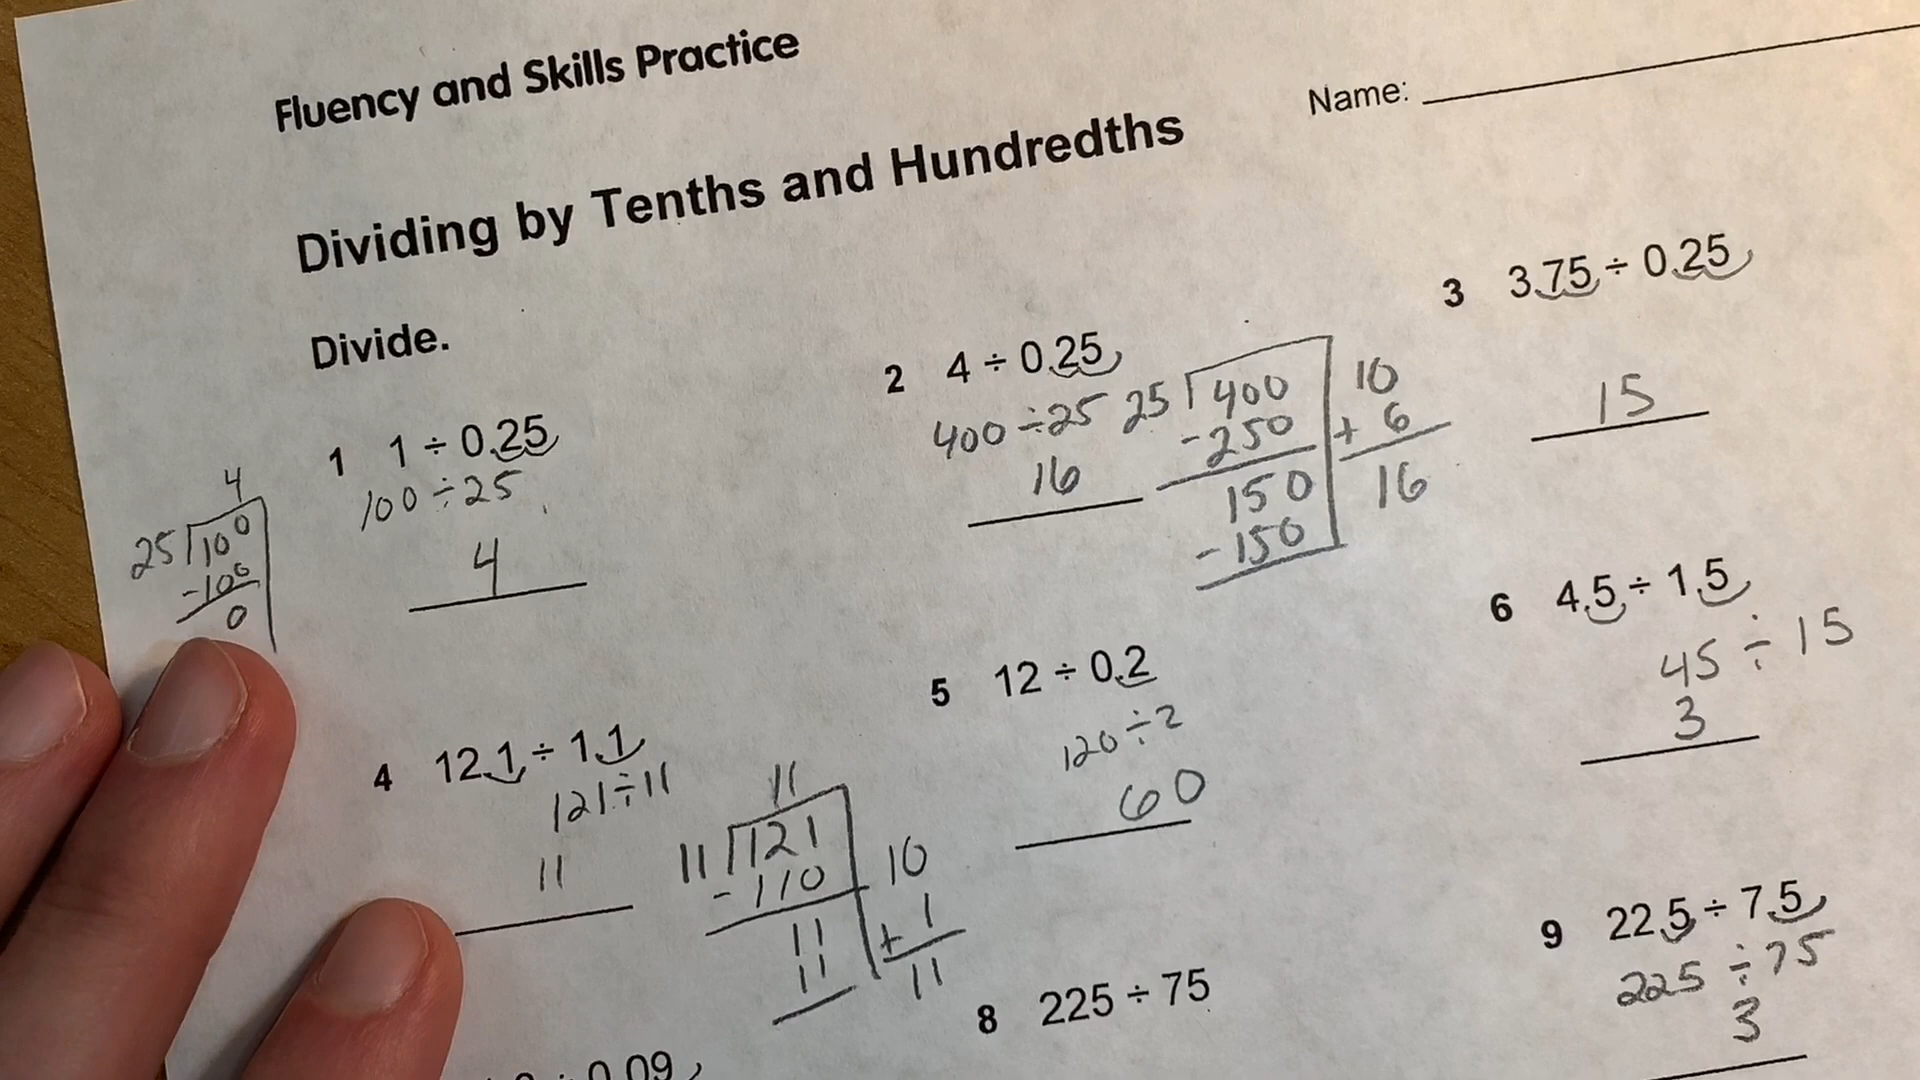 Fluency and Skills Practice
Name:
Dividing by Tenths and Hundredths
Divide.
1 1 ÷ 0.25
100 ÷ 25
4
4
25 100
-100
0
2 4 ÷ 0.25
400 ÷ 25
16
25 400
-250
150
-150
10
+ 6
16
3 3.75 ÷ 0.25
15
4 12.1 ÷ 1.1
121 ÷ 11
11
11
11 121
-110
11
11
10
+ 1
11
5 12 ÷ 0.2
120 ÷ 2
60
6 4.5 ÷ 1.5
45 ÷ 15
3
0.09
8 225 ÷ 75
9 22.5 ÷ 7.5
225 ÷ 75
3